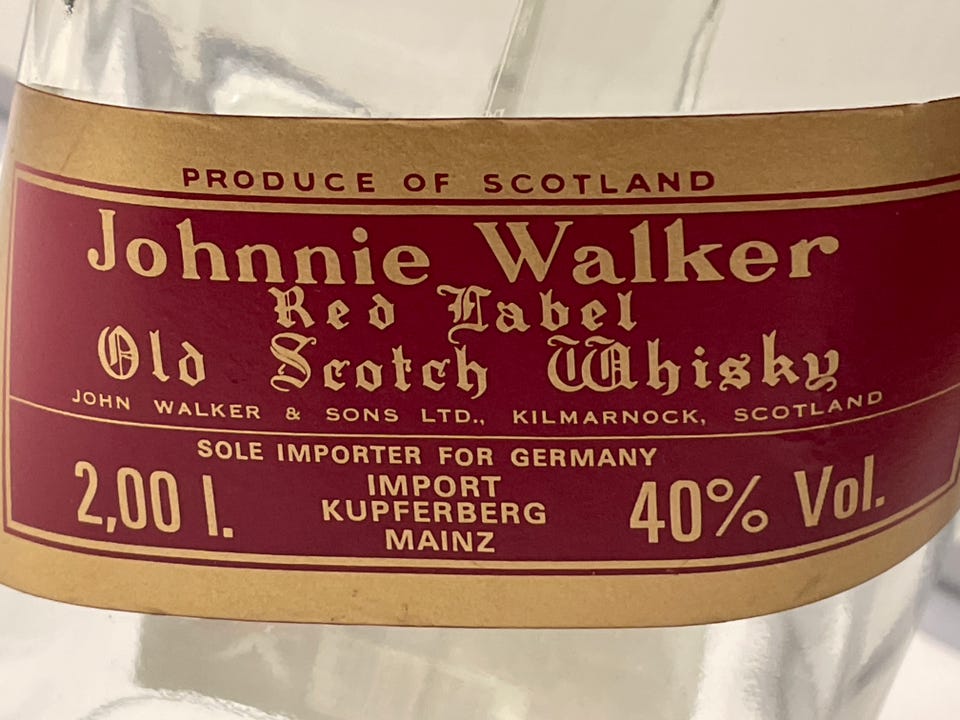 PRODUCE OF SCOTLAND
Johnnie Walker
Red Label
Old Scotch Whisky
JOHN WALKER & SONS LTD., KILMARNOCK, SCOTLAND
SOLE IMPORTER FOR GERMANY
2,00 l. IMPORT 40% Vol.
KUPFERBERG
MAINZ